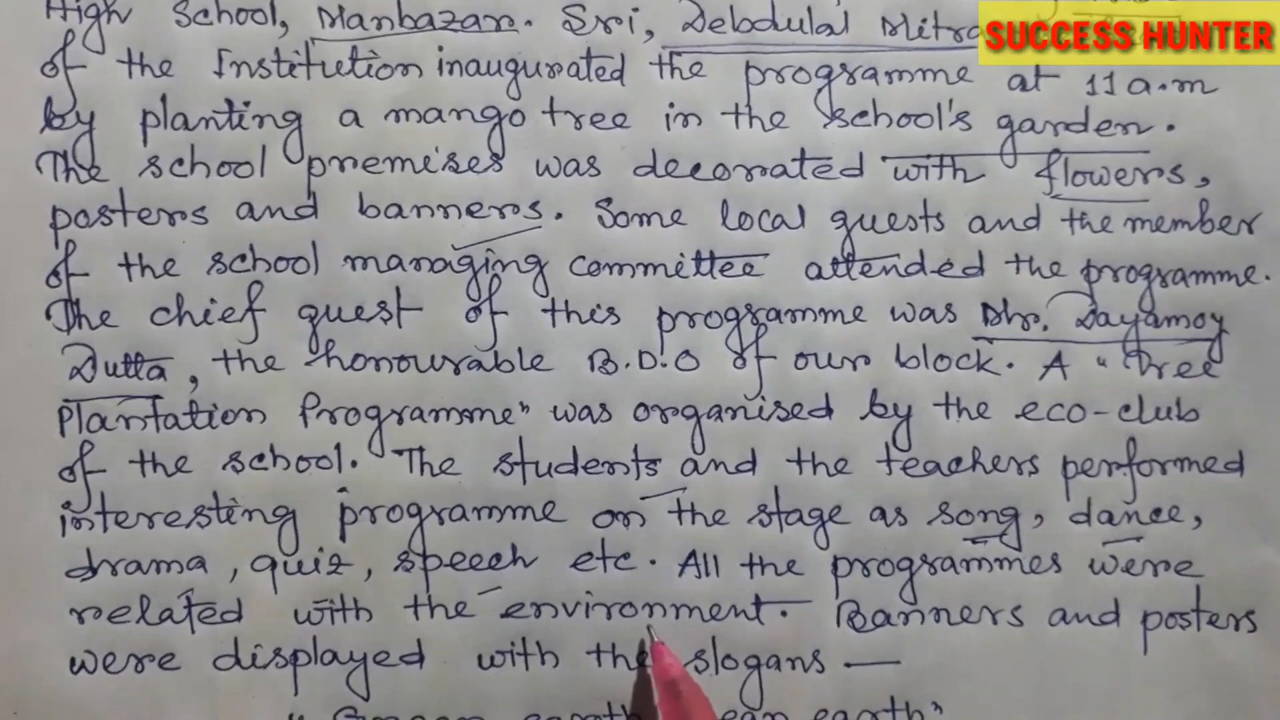 High School, Manbazar. Sri, Debdulal Mitra
SUCCESS HUNTER
of the Institution inaugurated the programme at 11 a.m
by planting a mango tree in the school's garden.
The school premises was decorated with flowers,
posters and banners. Some local guests and the member
of the school managing committee attended the programme.
The chief guest of this programme was Mr. Dayamoy
Dutta, the honourable B.D.O of our block. A "Tree
Plantation Programme" was organised by the eco-club
of the school. The students and the teachers performed
interesting programme on the stage as song, dance,
drama, quiz, speech etc. All the programmes were
related with the environment. Banners and posters
were displayed with the slogans —
earth"